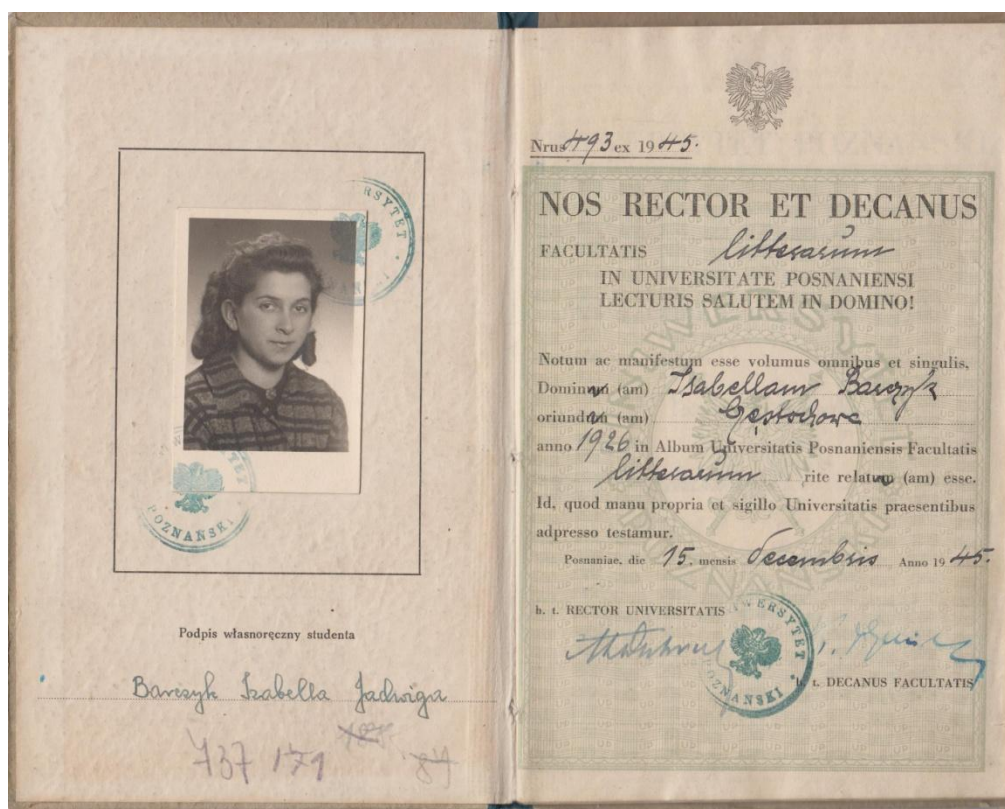 UNIWERSYTET
POZNAŃSKI
Podpis własnoręczny studenta
Barczyk Izabella Jadwiga
737 171
Nrus 493 ex 1945.
NOS RECTOR ET DECANUS
FACULTATIS litterarum
IN UNIVERSITATE POSNANIENSI
LECTURIS SALUTEM IN DOMINO!
Notum ac manifestum esse volumus omnibus et singulis,
Dominum (am) Isabellam Barczyk
oriundum (am) Częstochova
anno 1926 in Album Universitatis Posnaniensis Facultatis
litterarum rite relatum (am) esse.
Id, quod manu propria et sigillo Universitatis praesentibus
adpresso testamur.
Posnaniae, die 15. mensis Decembris Anno 1945.
h. t. RECTOR UNIVERSITATIS
UNIWERSYTET POZNAŃSKI
h. t. DECANUS FACULTATIS